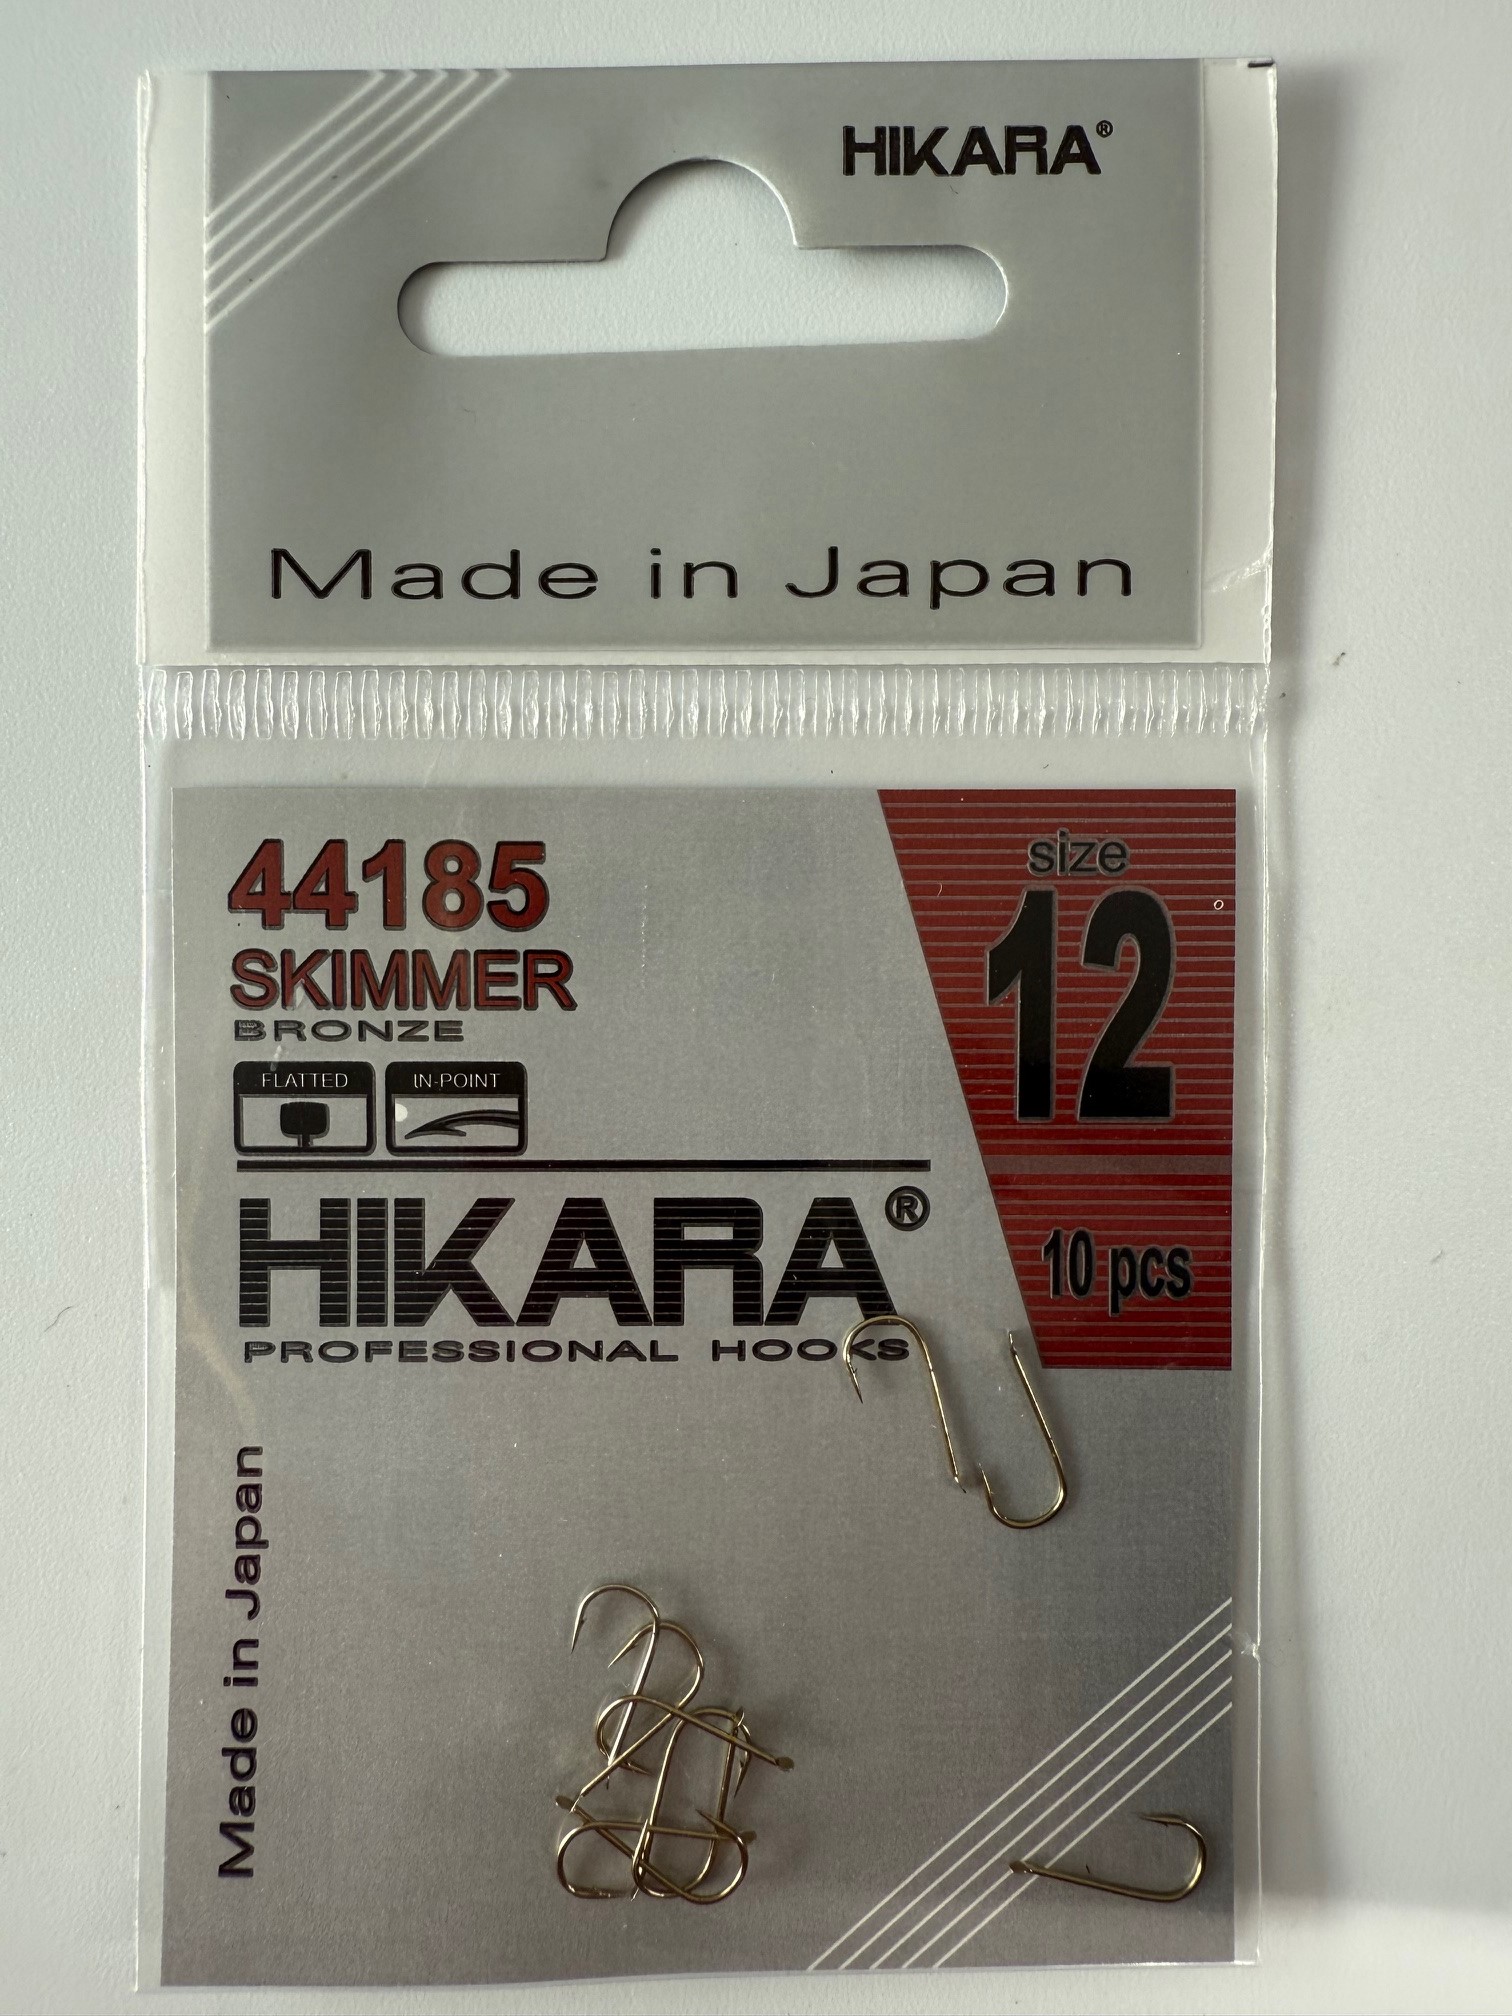 HIKARA®
Made in Japan
44185
SKIMMER
BRONZE
FLATTED
IN-POINT
size
12
10 pcs
HIKARA®
PROFESSIONAL HOOKS
Made in Japan